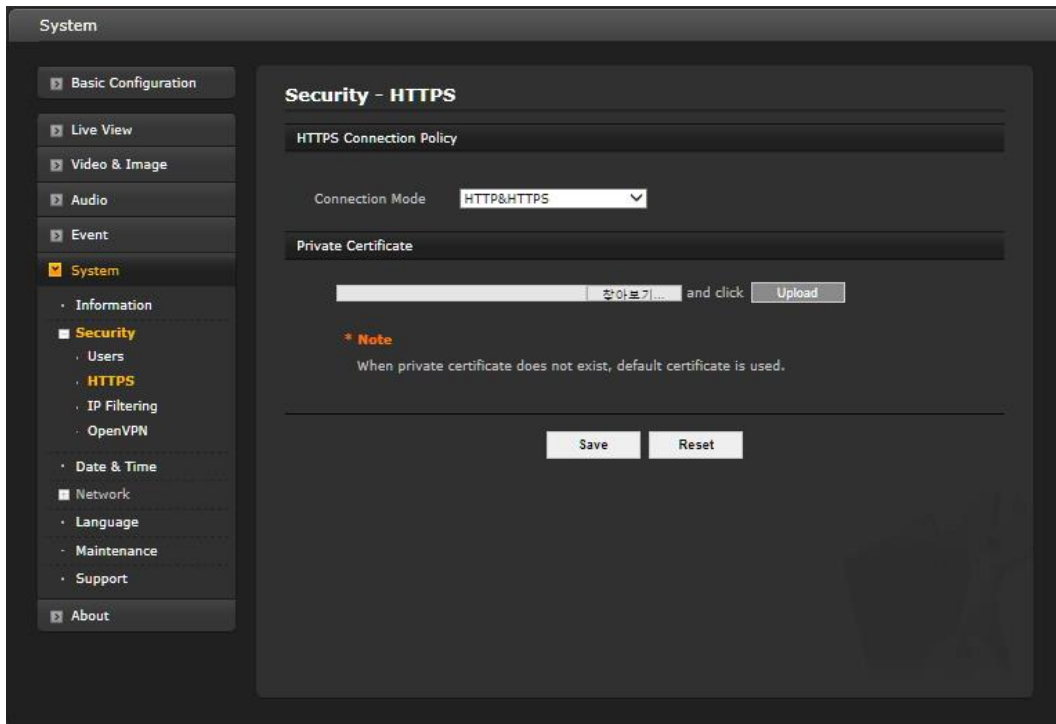 System
Basic Configuration
Live View
Video & Image
Audio
Event
System
· Information
Security
· Users
· HTTPS
· IP Filtering
· OpenVPN
· Date & Time
Network
· Language
· Maintenance
· Support
About
Security - HTTPS
HTTPS Connection Policy
Connection Mode HTTP&HTTPS
Private Certificate
찾아보기... and click Upload
* Note
When private certificate does not exist, default certificate is used.
Save Reset